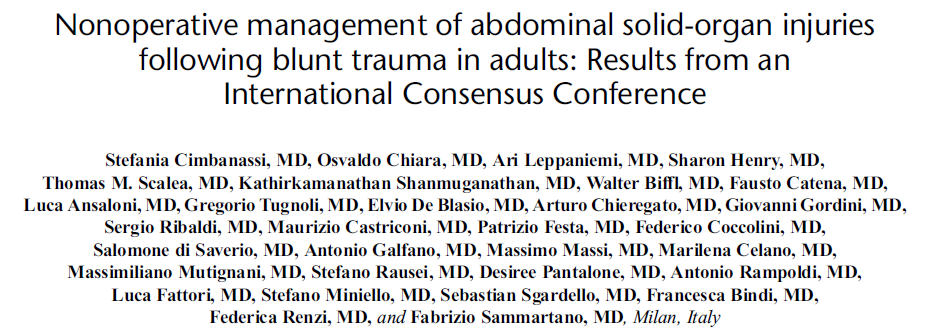 Nonoperative management of abdominal solid-organ injuries
following blunt trauma in adults: Results from an
International Consensus Conference
Stefania Cimbanassi, MD, Osvaldo Chiara, MD, Ari Leppaniemi, MD, Sharon Henry, MD,
Thomas M. Scalea, MD, Kathirkamanathan Shanmuganathan, MD, Walter Biffl, MD, Fausto Catena, MD,
Luca Ansaloni, MD, Gregorio Tugnoli, MD, Elvio De Blasio, MD, Arturo Chieregato, MD, Giovanni Gordini, MD,
Sergio Ribaldi, MD, Maurizio Castriconi, MD, Patrizio Festa, MD, Federico Coccolini, MD,
Salomone di Saverio, MD, Antonio Galfano, MD, Massimo Massi, MD, Marilena Celano, MD,
Massimiliano Mutignani, MD, Stefano Rausei, MD, Desiree Pantalone, MD, Antonio Rampoldi, MD,
Luca Fattori, MD, Stefano Miniello, MD, Sebastian Sgardello, MD, Francesca Bindi, MD,
Federica Renzi, MD, and Fabrizio Sammartano, MD, Milan, Italy